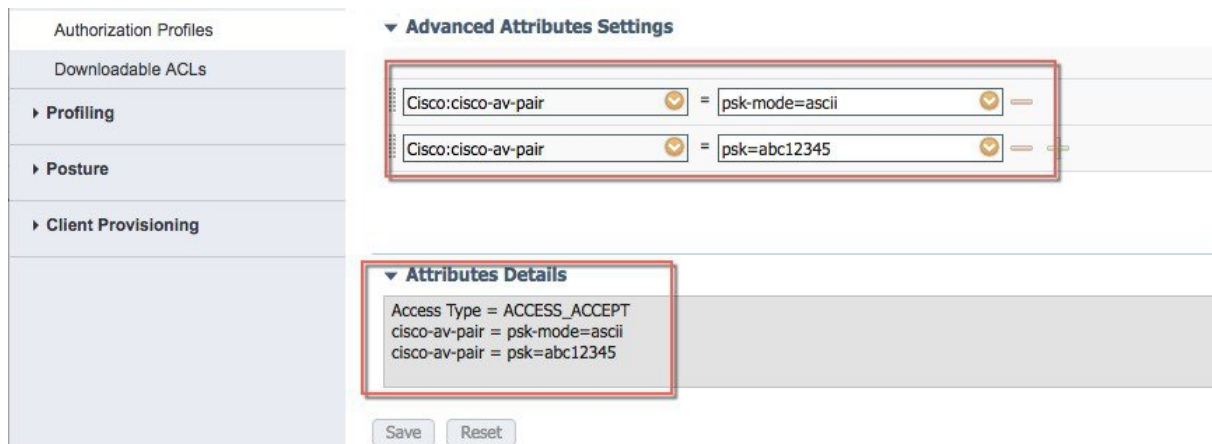 Authorization Profiles
Downloadable ACLs
Profiling
Posture
Client Provisioning
Advanced Attributes Settings
Cisco:cisco-av-pair = psk-mode=ascii
Cisco:cisco-av-pair = psk=abc12345
Attributes Details
Access Type = ACCESS_ACCEPT
cisco-av-pair = psk-mode=ascii
cisco-av-pair = psk=abc12345
Save Reset